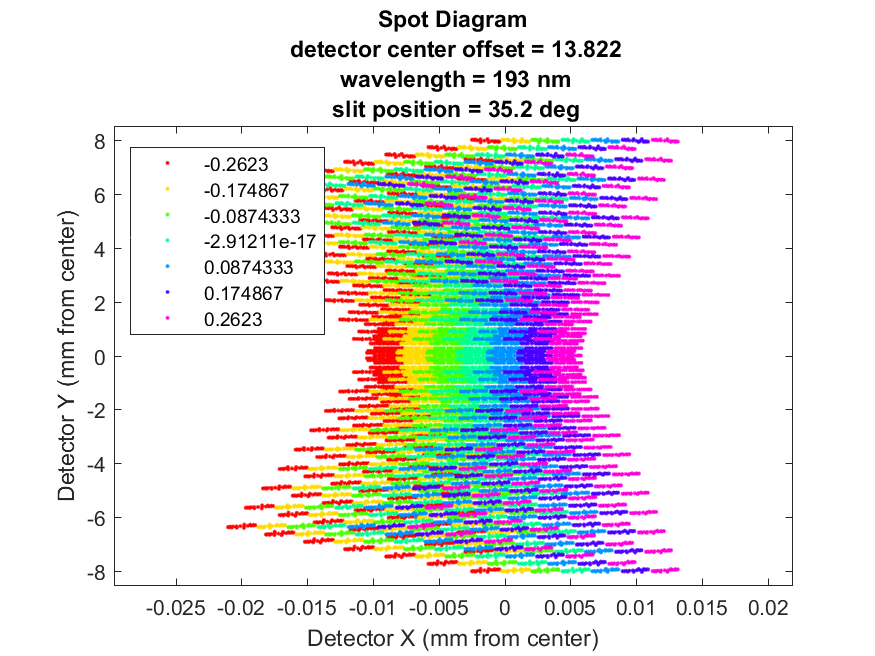 Spot Diagram
detector center offset = 13.822
wavelength = 193 nm
slit position = 35.2 deg
8
6
4
2
0
-2
-4
-6
-8
Detector Y (mm from center)
-0.2623
-0.174867
-0.0874333
-2.91211e-17
0.0874333
0.174867
0.2623
-0.025 -0.02 -0.015 -0.01 -0.005 0 0.005 0.01 0.015 0.02
Detector X (mm from center)